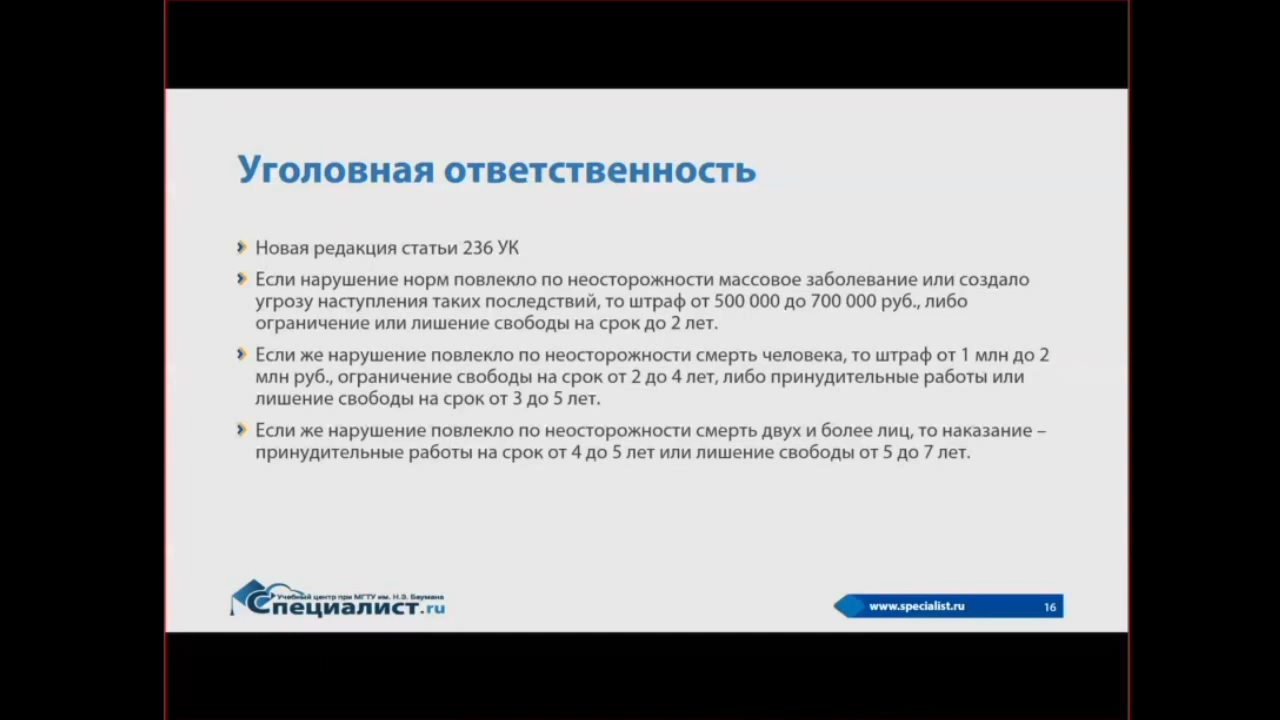 Уголовная ответственность
Новая редакция статьи 236 УК
Если нарушение норм повлекло по неосторожности массовое заболевание или создало
угрозу наступления таких последствий, то штраф от 500 000 до 700 000 руб., либо
ограничение или лишение свободы на срок до 2 лет.
Если же нарушение повлекло по неосторожности смерть человека, то штраф от 1 млн до 2
млн руб., ограничение свободы на срок от 2 до 4 лет, либо принудительные работы или
лишение свободы на срок от 3 до 5 лет.
Если же нарушение повлекло по неосторожности смерть двух и более лиц, то наказание –
принудительные работы на срок от 4 до 5 лет или лишение свободы от 5 до 7 лет.
Учебный центр при МГТУ им. Н.Э. Баумана
Специалист.ru
www.specialist.ru
16